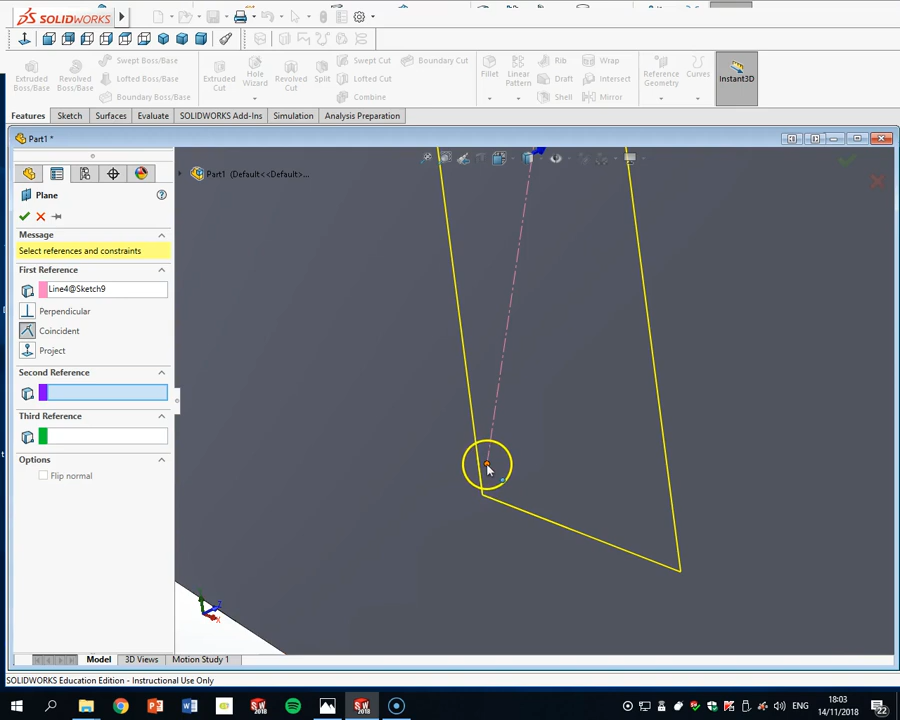 SOLIDWORKS
Extruded Boss/Base
Revolved Boss/Base
Swept Boss/Base
Lofted Boss/Base
Boundary Boss/Base
Extruded Cut
Hole Wizard
Revolved Cut
Split
Swept Cut
Lofted Cut
Combine
Boundary Cut
Fillet
Linear Pattern
Rib
Draft
Shell
Wrap
Intersect
Mirror
Reference Geometry
Curves
Instant3D
Features
Sketch
Surfaces
Evaluate
SOLIDWORKS Add-Ins
Simulation
Analysis Preparation
Part1 *
Part1 (Default<<Default>...
Plane
Message
Select references and constraints
First Reference
Line4@Sketch9
Perpendicular
Coincident
Project
Second Reference
Third Reference
Options
Flip normal
Model
3D Views
Motion Study 1
SOLIDWORKS Education Edition - Instructional Use Only
ENG
18:03
14/11/2018
22